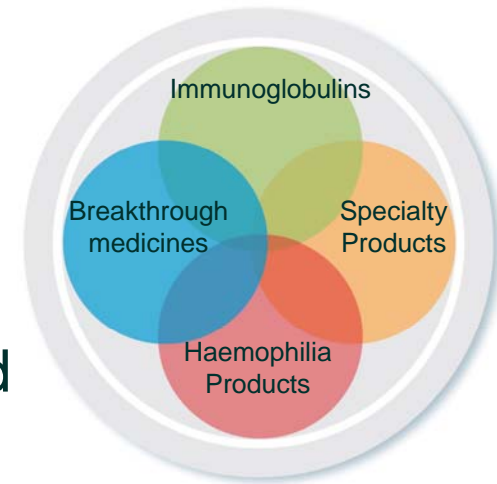 Immunoglobulins
Breakthrough
medicines
Specialty
Products
Haemophilia
Products
d